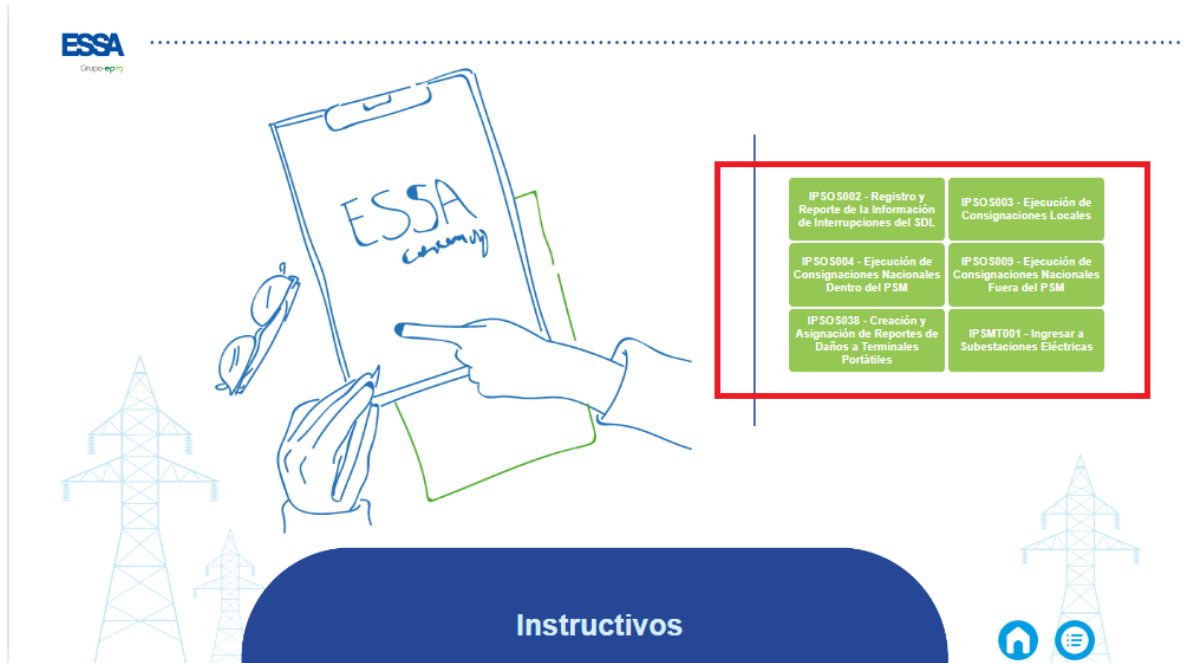 ESSA
Grupo epm
ESSA
IPSOS002 - Registro y
Reporte de la Información
de Interrupciones del SDL
IPSOS003 - Ejecución de
Consignaciones Locales
IPSOS004 - Ejecución de
Consignaciones Nacionales
Dentro del PSM
IPSOS009 - Ejecución de
Consignaciones Nacionales
Fuera del PSM
IPSOS038 - Creación y
Asignación de Reportes de
Daños a Terminales
Portátiles
IPSMT001 - Ingresar a
Subestaciones Eléctricas
Instructivos